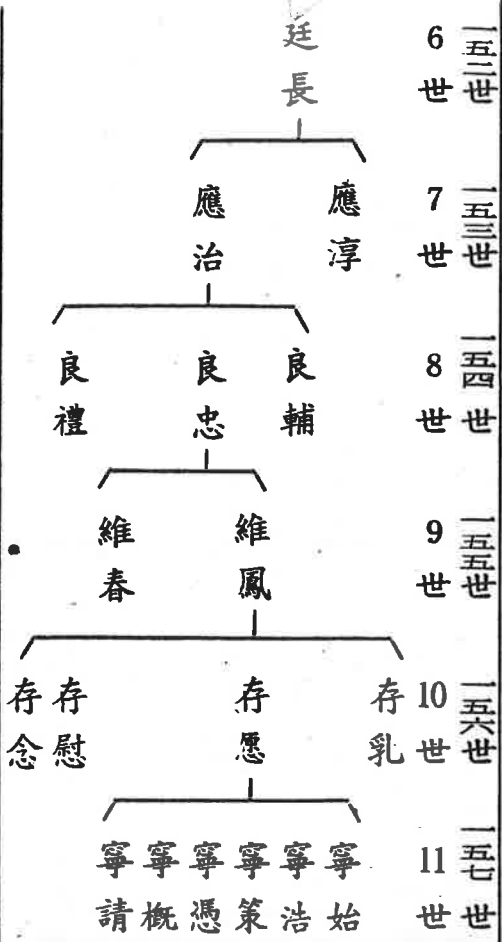 一五二世
6世
廷長
一五三世
7世
應淳
應治
一五四世
8世
良輔
良忠
良禮
一五五世
9世
維鳳
維春
一五六世
10世
存乳
存愿
存慰
存念
一五七世
11世
寧始
寧浩
寧策
寧憑
寧概
寧請